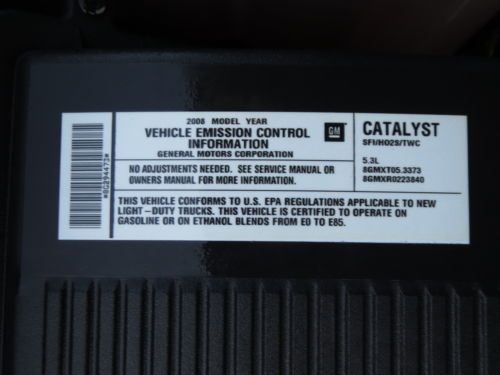 2008 MODEL YEAR
VEHICLE EMISSION CONTROL
INFORMATION
GENERAL MOTORS CORPORATION
GM
NO ADJUSTMENTS NEEDED. SEE SERVICE MANUAL OR
OWNERS MANUAL FOR MORE INFORMATION.
CATALYST
SFI/HO2S/TWC
5.3L
8GMXT05.3373
8GMXR0223840
THIS VEHICLE CONFORMS TO U.S. EPA REGULATIONS APPLICABLE TO NEW
LIGHT-DUTY TRUCKS. THIS VEHICLE IS CERTIFIED TO OPERATE ON
GASOLINE OR ON ETHANOL BLENDS FROM E0 TO E85.
*8G294473*